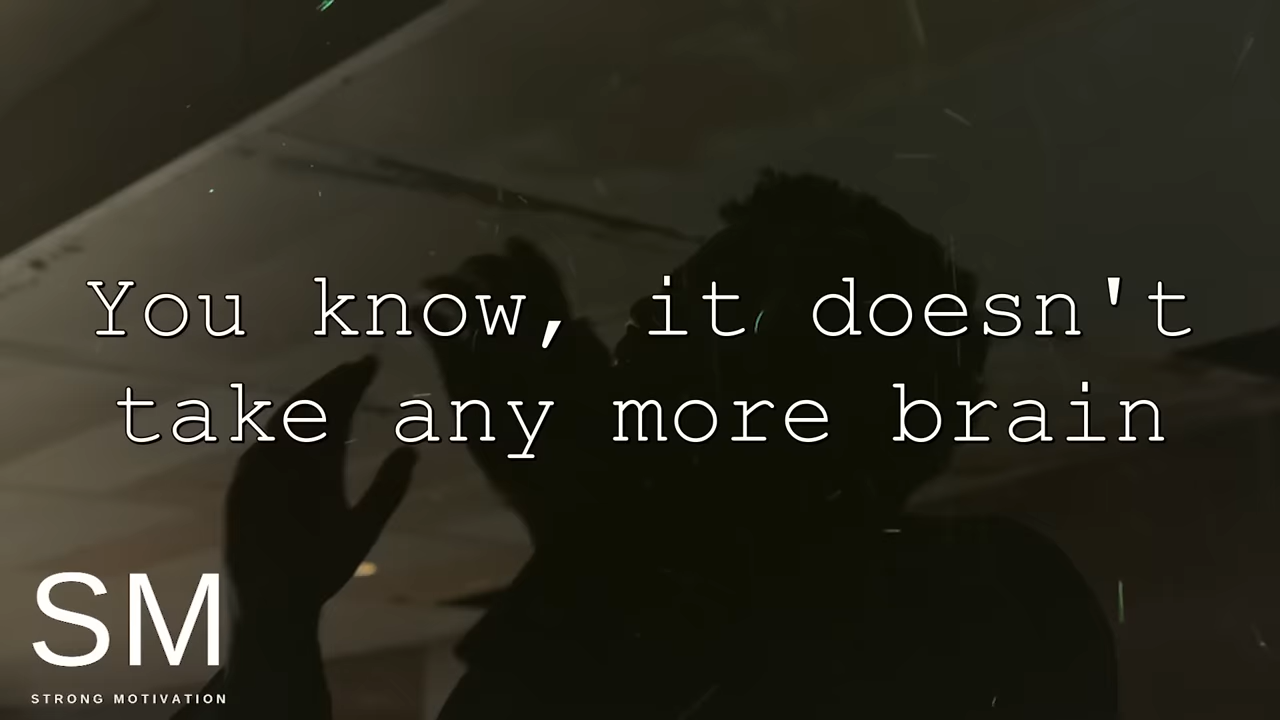 You know, it doesn't
take any more brain
SM
STRONG MOTIVATION